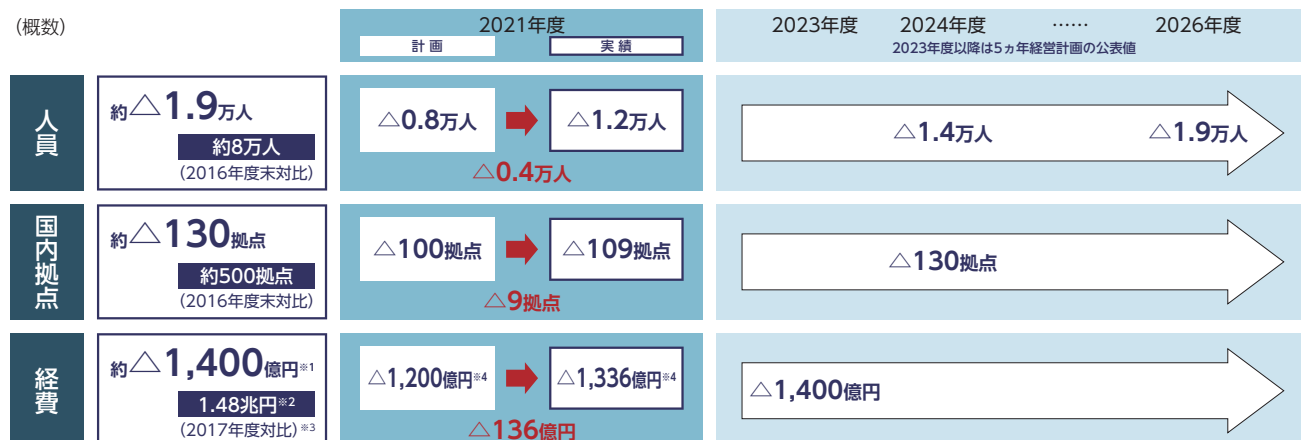 (概数)
2021年度
計画
実績
2023年度
2024年度
……
2026年度
2023年度以降は5ヵ年経営計画の公表値
人員
約△1.9万人
約8万人
(2016年度末対比)
△0.8万人
△1.2万人
△0.4万人
△1.4万人
△1.9万人
国内拠点
約△130拠点
約500拠点
(2016年度末対比)
△100拠点
△109拠点
△9拠点
△130拠点
経費
約△1,400億円※1
1.48兆円※2
(2017年度対比)※3
△1,200億円※4
△1,336億円※4
△136億円
△1,400億円